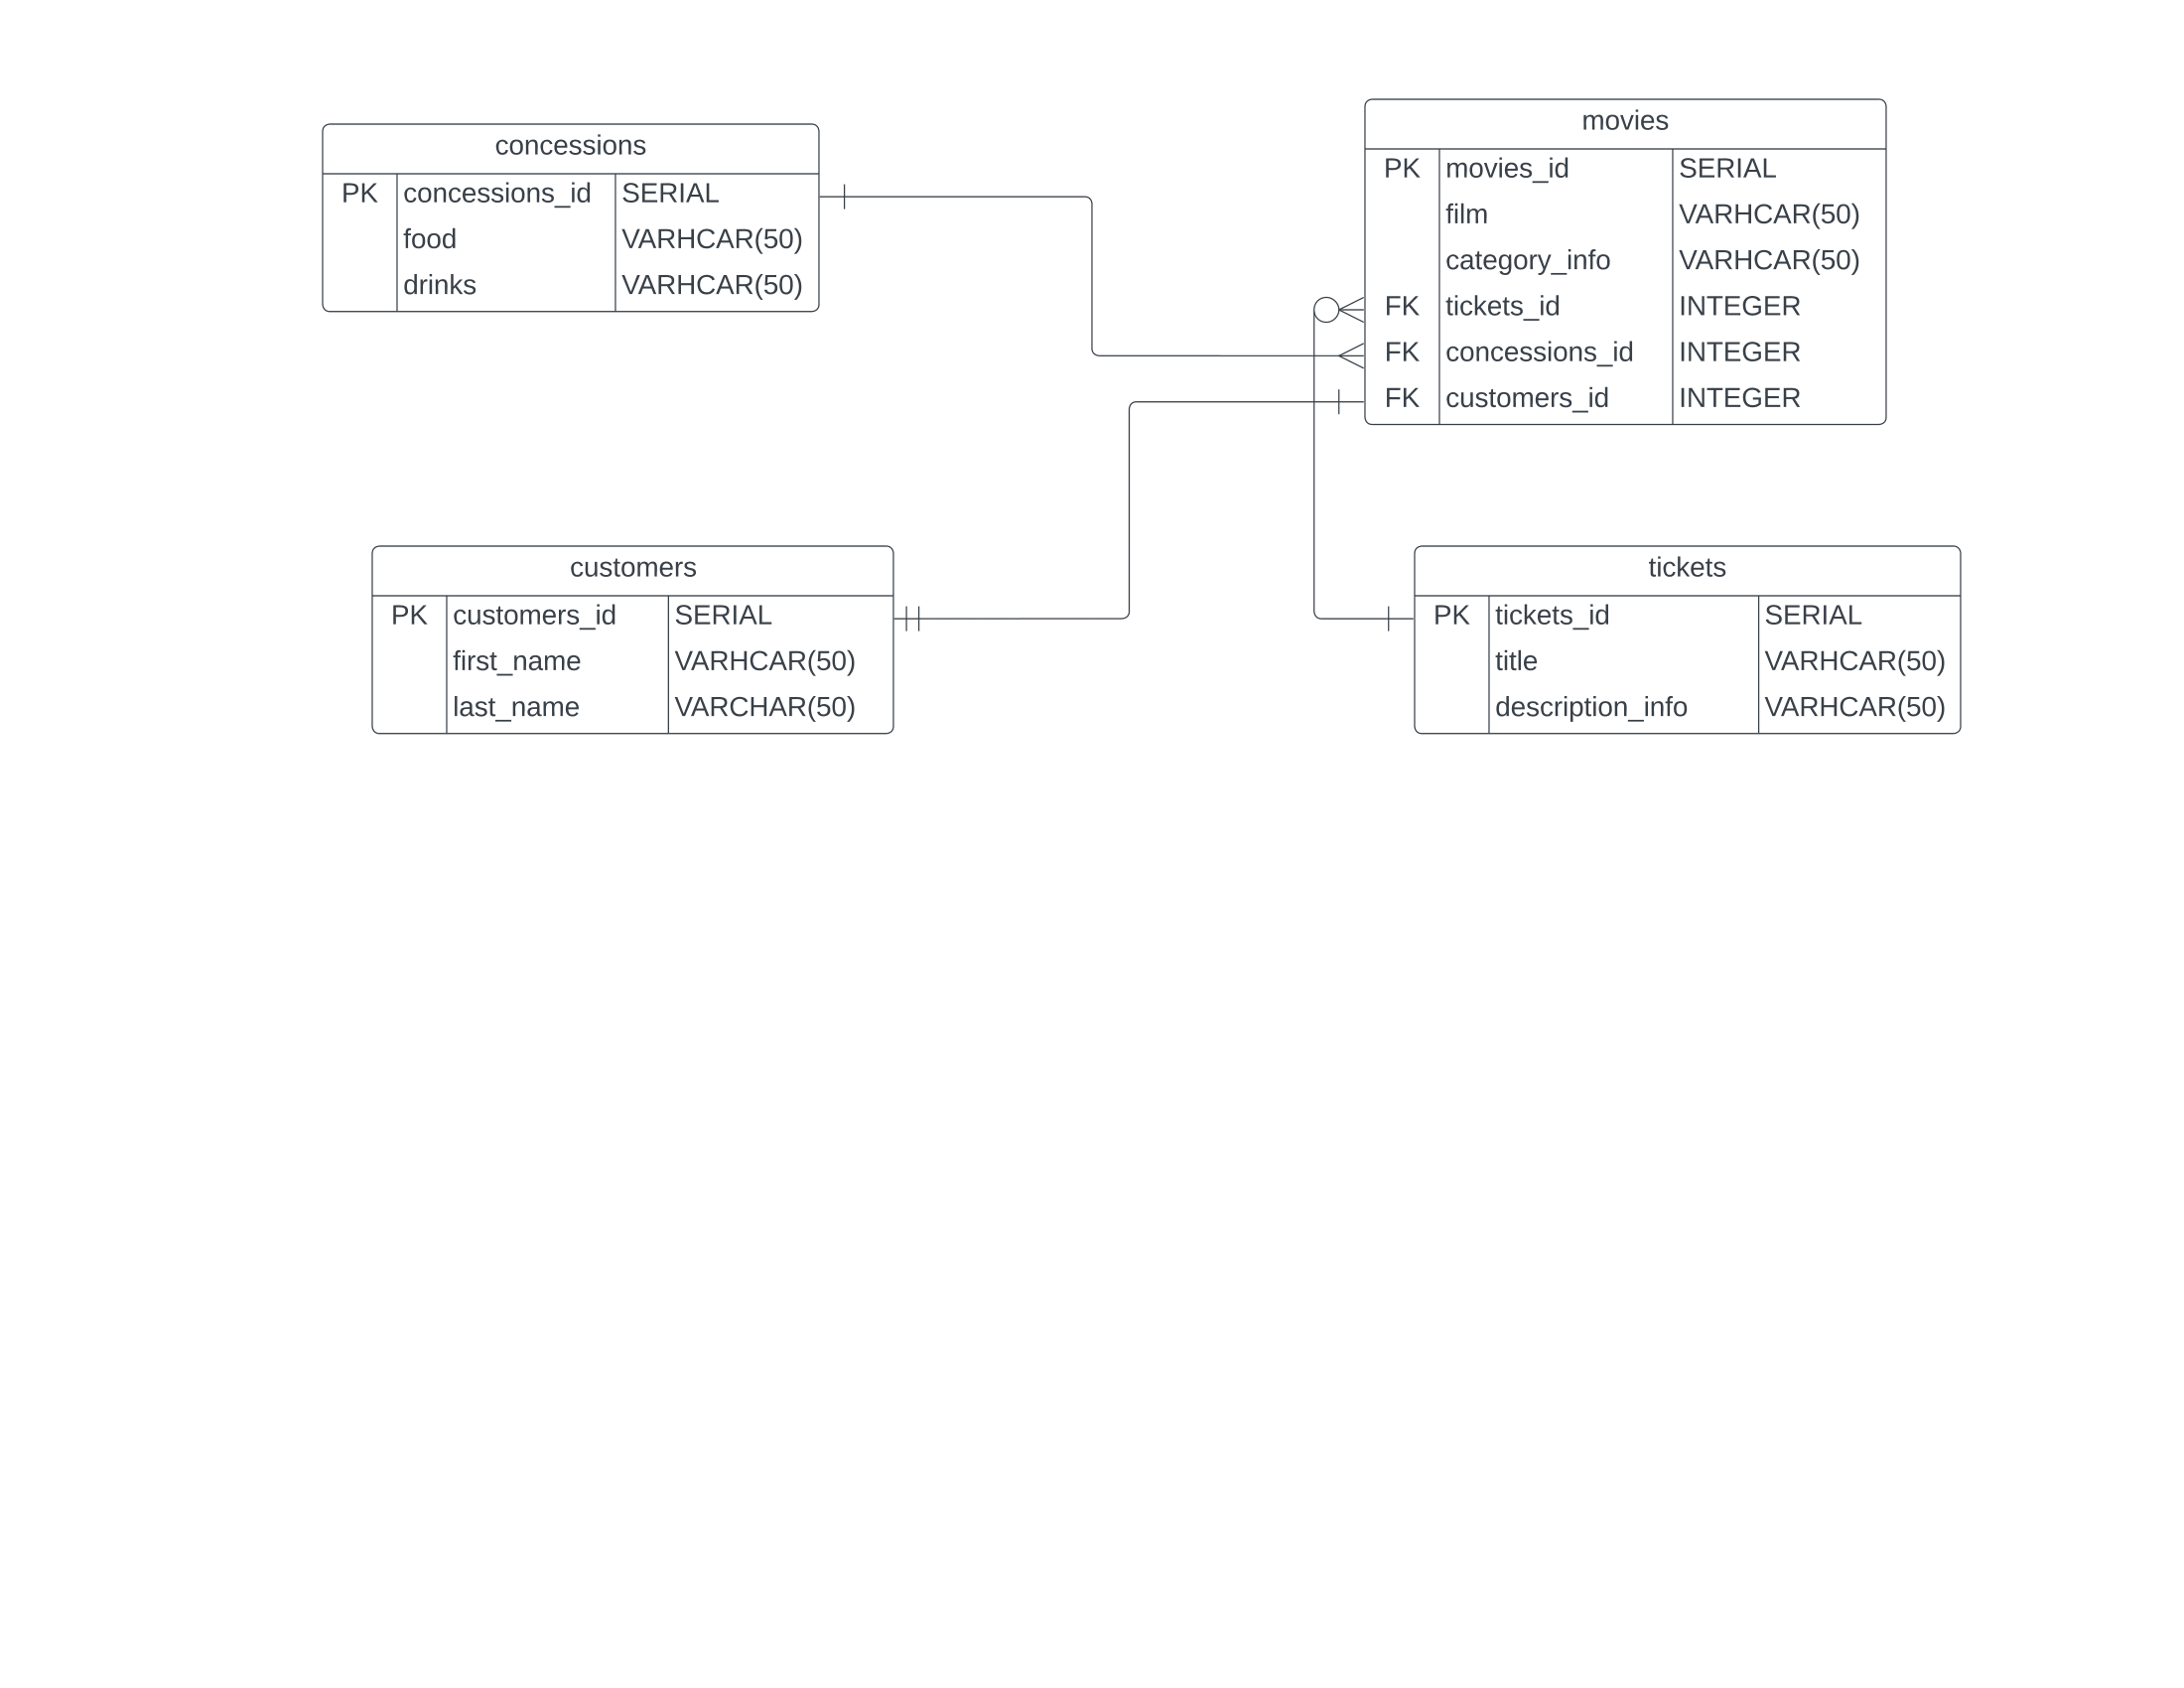 concessions
PK concessions_id SERIAL
food VARHCAR(50)
drinks VARHCAR(50)
movies
PK movies_id SERIAL
film VARHCAR(50)
category_info VARHCAR(50)
FK tickets_id INTEGER
FK concessions_id INTEGER
FK customers_id INTEGER
customers
PK customers_id SERIAL
first_name VARHCAR(50)
last_name VARCHAR(50)
tickets
PK tickets_id SERIAL
title VARHCAR(50)
description_info VARHCAR(50)